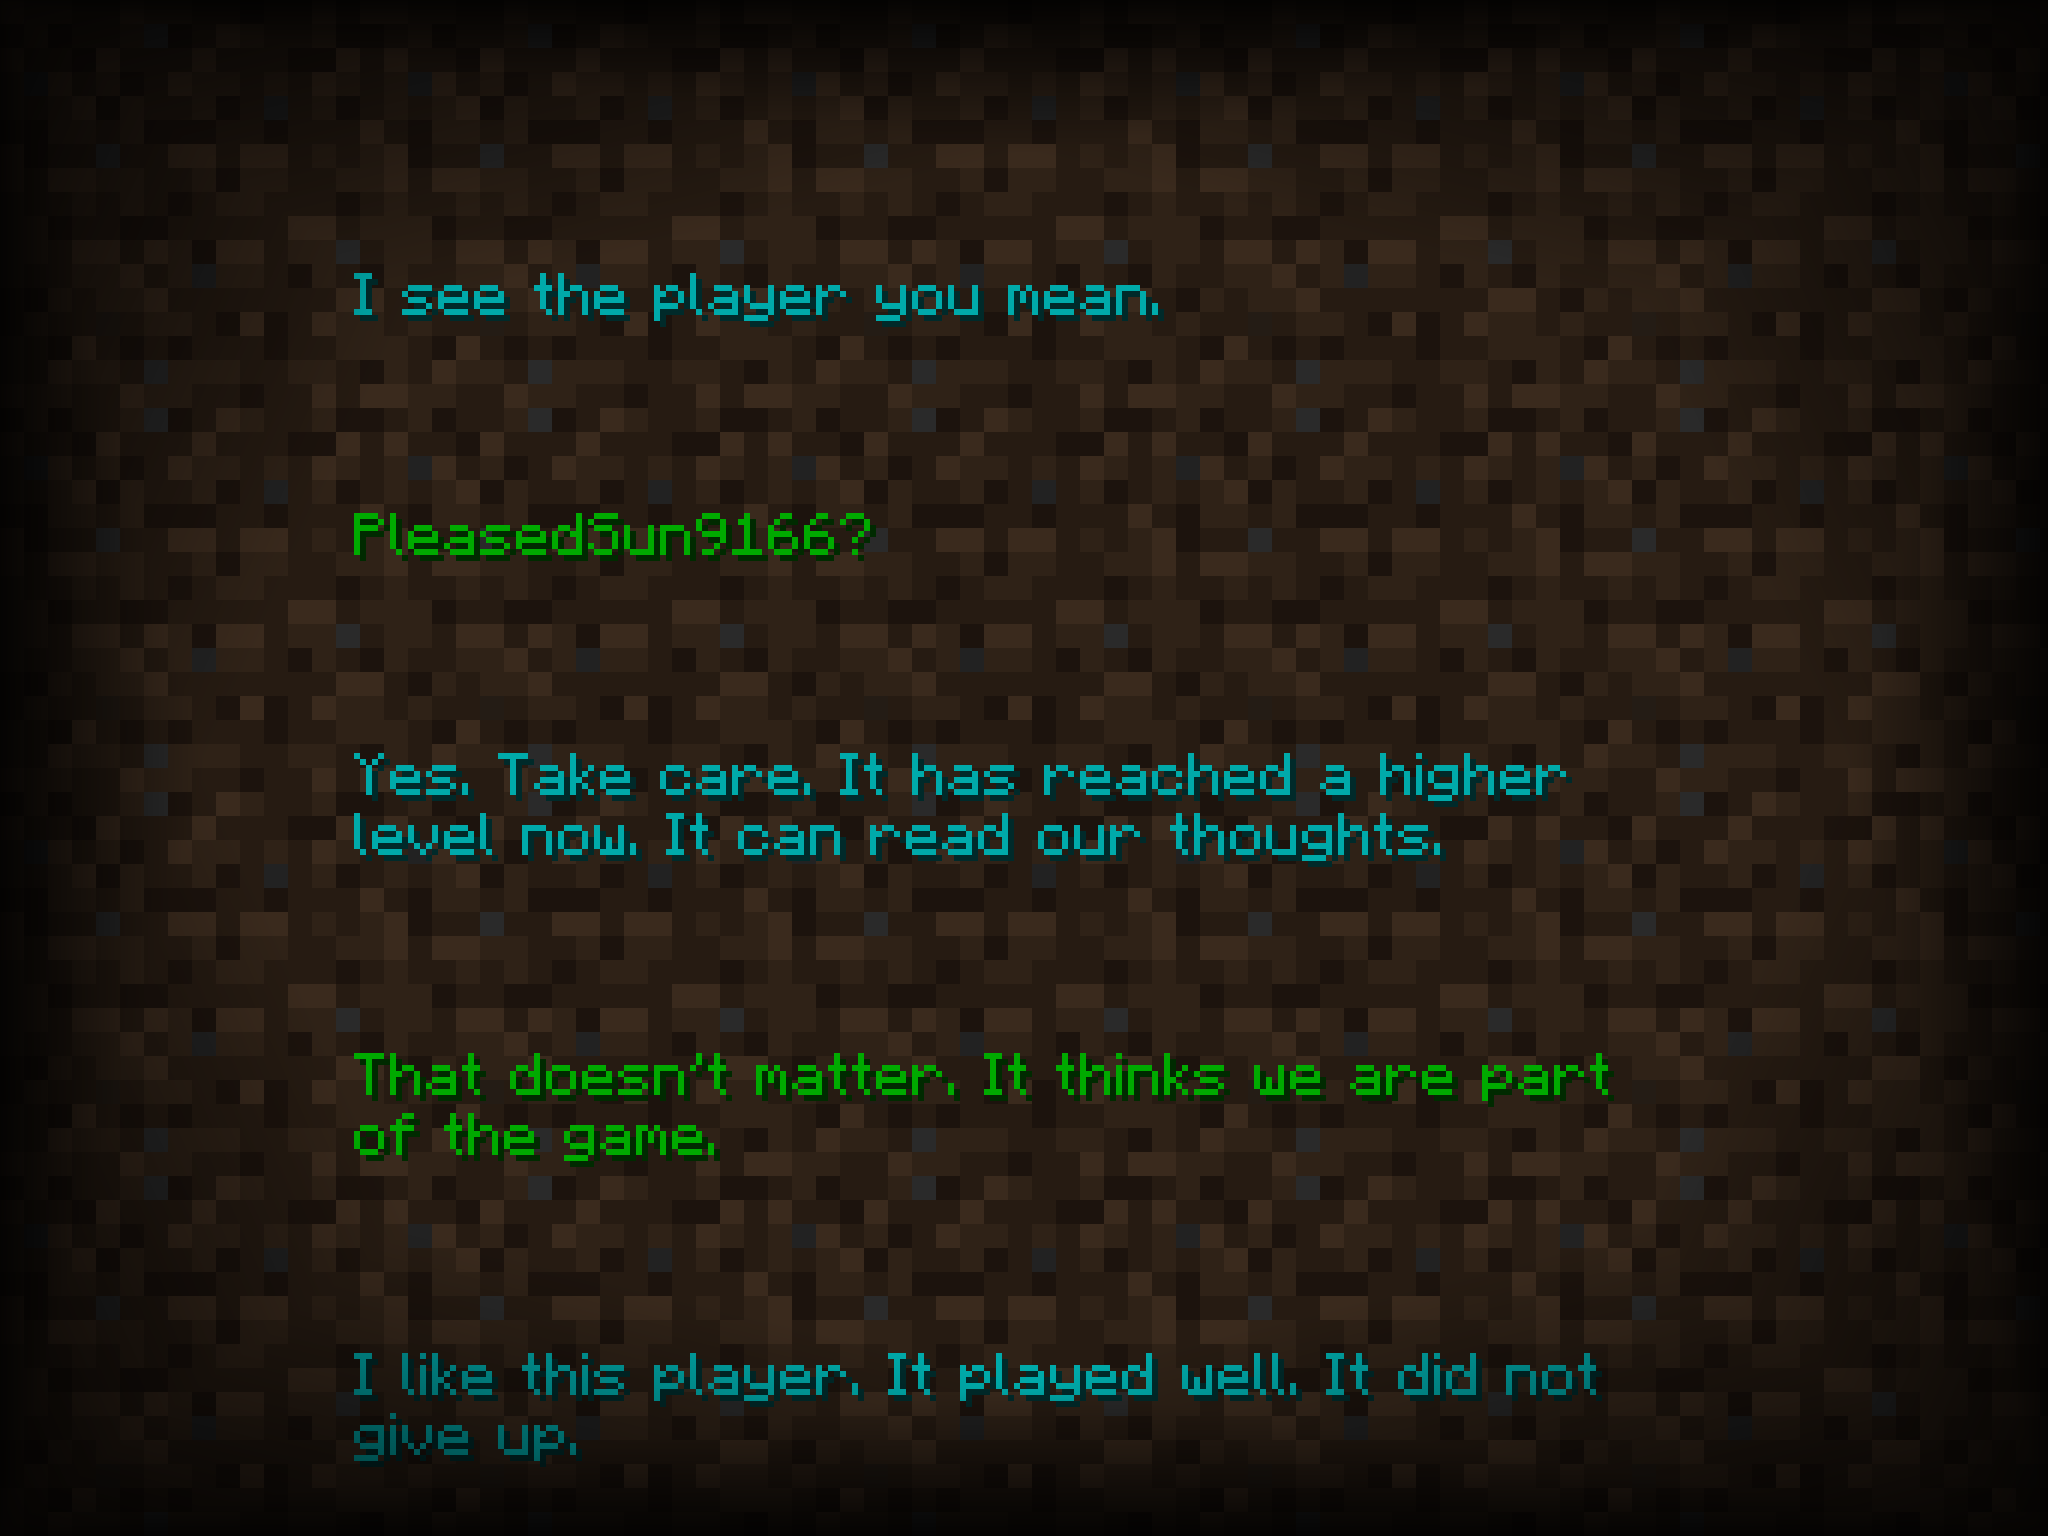 I see the player you mean.
PleasedSun9166?
Yes. Take care. It has reached a higher
level now. It can read our thoughts.
That doesn't matter. It thinks we are part
of the game.
I like this player. It played well. It did not
give up.